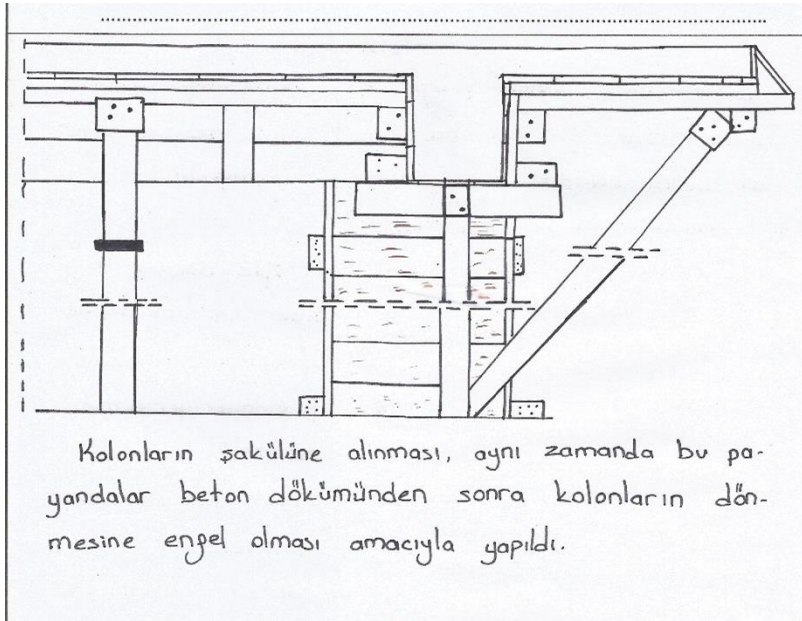 Kolonların şakülüne alınması, aynı zamanda bu pa-
yandalar beton dökümünden sonra kolonların dön-
mesine engel olması amacıyla yapıldı.